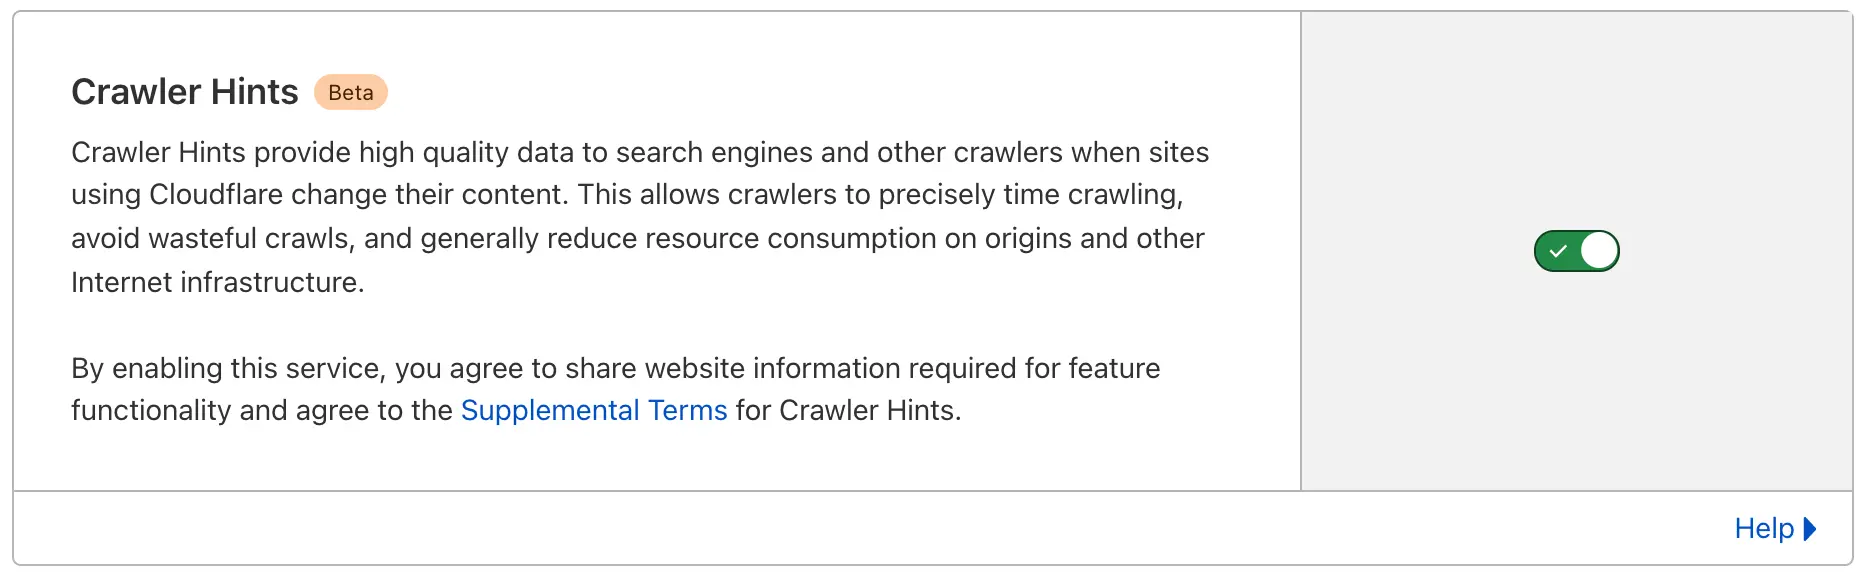 Crawler Hints Beta
Crawler Hints provide high quality data to search engines and other crawlers when sites
using Cloudflare change their content. This allows crawlers to precisely time crawling,
avoid wasteful crawls, and generally reduce resource consumption on origins and other
Internet infrastructure.
By enabling this service, you agree to share website information required for feature
functionality and agree to the Supplemental Terms for Crawler Hints.
Help